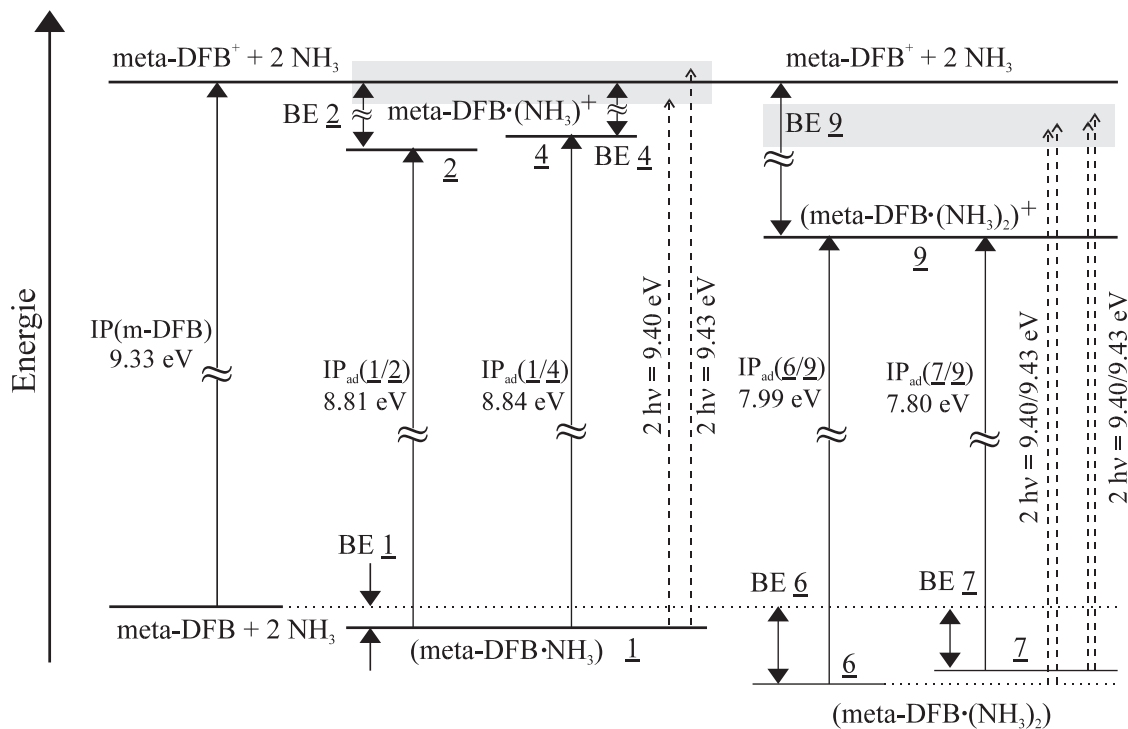 Energie
meta-DFB⁺ + 2 NH₃
meta-DFB⁺ + 2 NH₃
BE 2
meta-DFB·(NH₃)⁺
BE 9
2
4
BE 4
(meta-DFB·(NH₃)₂)⁺
9
IP(m-DFB)
9.33 eV
IPad(1/2)
8.81 eV
IPad(1/4)
8.84 eV
2 hν = 9.40 eV
2 hν = 9.43 eV
IPad(6/9)
7.99 eV
IPad(7/9)
7.80 eV
2 hν = 9.40/9.43 eV
2 hν = 9.40/9.43 eV
BE 1
BE 6
BE 7
meta-DFB + 2 NH₃
(meta-DFB·NH₃) 1
6
7
(meta-DFB·(NH₃)₂)